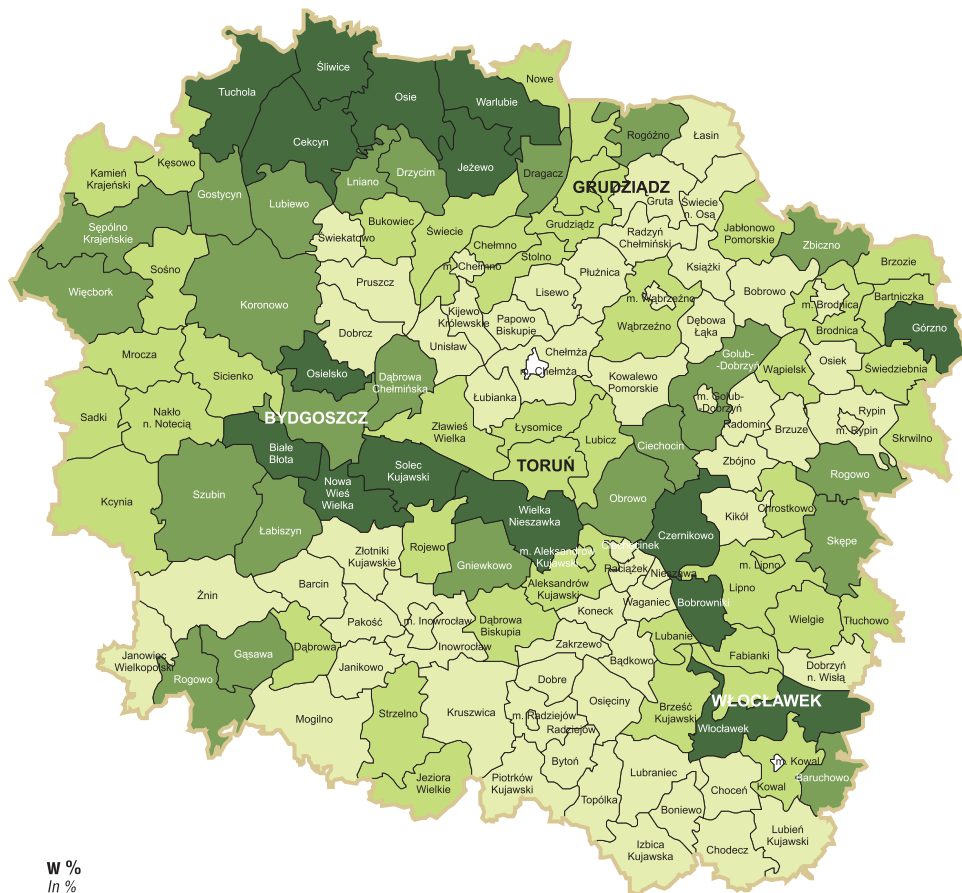 Nowe
Śliwice
Tuchola
Osie
Warlubie
Rogóźno
Łasin
Cekcyn
Kęsowo
Kamień
Krajeński
Jeżewo
Drzycim
Lniano
Dragacz
GRUDZIĄDZ
Gostycyn
Lubiewo
Gruta
Świecie
n. Osą
Sępólno
Krajeńskie
Bukowiec
Świecie
Grudziądz
Radzyń
Chełmiński
Jabłonowo
Pomorskie
Świekatowo
Chełmno
Stolno
Zbiczno
Sośno
m. Chełmno
Płużnica
Książki
Brzozie
Więcbork
Pruszcz
Lisewo
Bobrowo
Bartniczka
Koronowo
m. Wąbrzeźno
m. Brodnica
Kijewo
Królewskie
Papowo
Biskupie
Wąbrzeźno
Dębowa
Łąka
Brodnica
Górzno
Dobrcz
Unisław
Mrocza
Chełmża
m. Chełmża
Golub-
-Dobrzyń
Osiek
Sicienko
Osielsko
Dąbrowa
Chełmińska
Kowalewo
Pomorskie
Wąpielsk
Świedziebnia
Łubianka
m. Golub-
-Dobrzyń
Sadki
Nakło
n. Notecią
BYDGOSZCZ
Zławieś
Wielka
Łysomice
Radomin
Brzuze
Rypin
m. Rypin
Skrwilno
Białe
Błota
Lubicz
Ciechocin
Solec
Kujawski
TORUŃ
Zbójno
Rogowo
Kcynia
Szubin
Nowa
Wieś
Wielka
Wielka
Nieszawka
Obrowo
Kikół
Chrostkowo
Łabiszyn
Czernikowo
Skępe
Złotniki
Kujawskie
Rojewo
m. Aleksandrów
Kujawski
Ciechocinek
Raciążek
Nieszawa
m. Lipno
Gniewkowo
Żnin
Barcin
Aleksandrów
Kujawski
Lipno
Bobrowniki
Waganiec
Koneck
Wielgie
Tłuchowo
Pakość
m. Inowrocław
Dąbrowa
Biskupia
Inowrocław
Zakrzewo
Lubanie
Janowiec
Wielkopolski
Gąsawa
Dąbrowa
Janikowo
Bądkowo
Fabianki
Dobrzyń
n. Wisłą
Rogowo
Dobre
Osięciny
Brześć
Kujawski
WŁOCŁAWEK
Mogilno
Strzelno
Kruszwica
m. Radziejów
Radziejów
Włocławek
Bytoń
m. Kowal
Jeziora
Wielkie
Piotrków
Kujawski
Lubraniec
Choceń
Kowal
Baruchowo
Topólka
Boniewo
Lubień
Kujawski
Izbica
Kujawska
Chodecz
w %
In %